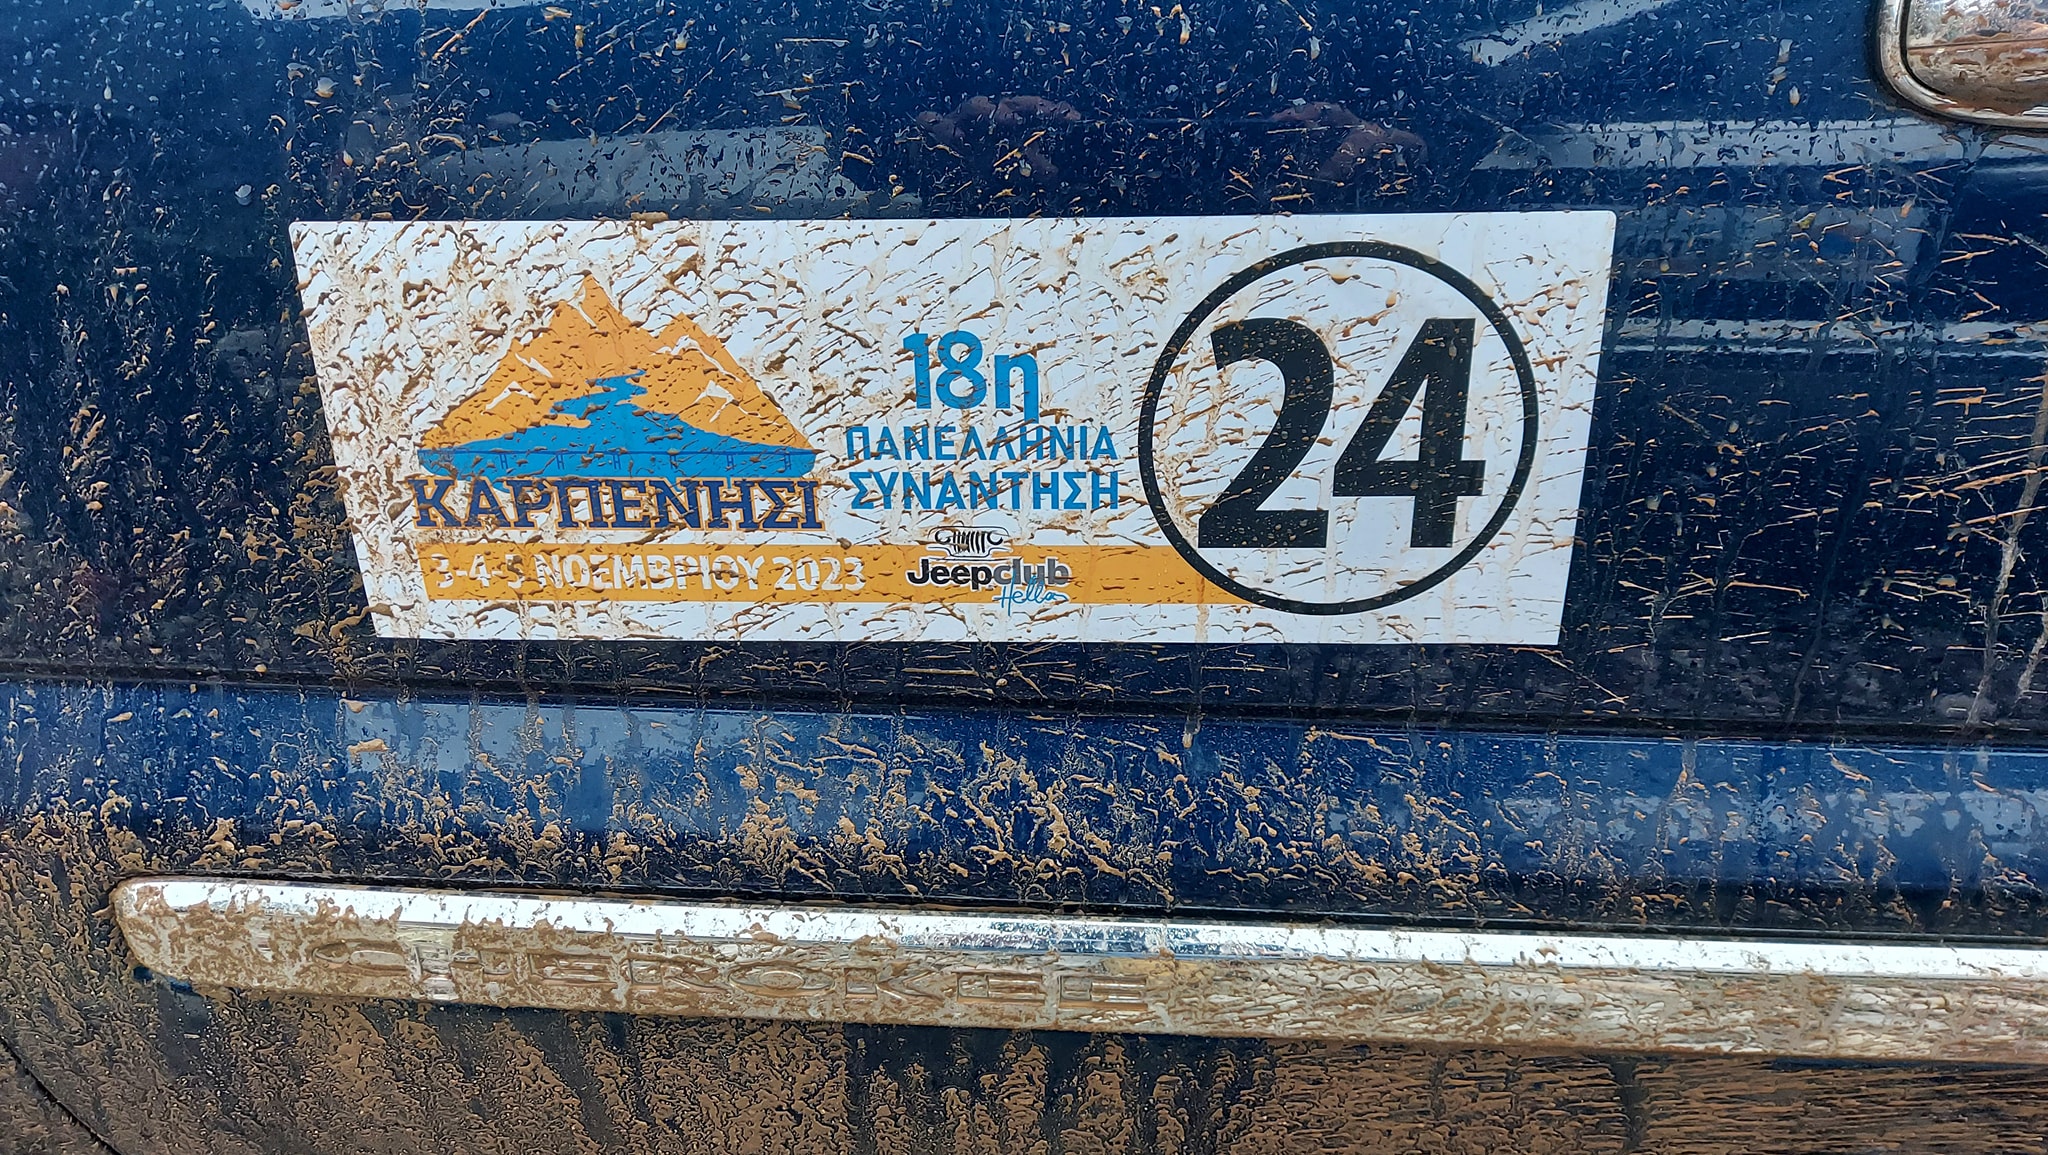 18η
ΠΑΝΕΛΛΗΝΙΑ
ΣΥΝΑΝΤΗΣΗ
24
ΚΑΡΠΕΝΗΣΙ
3-4-5 ΝΟΕΜΒΡΙΟΥ 2023
Jeepclub
Hellas
CHEROKEE